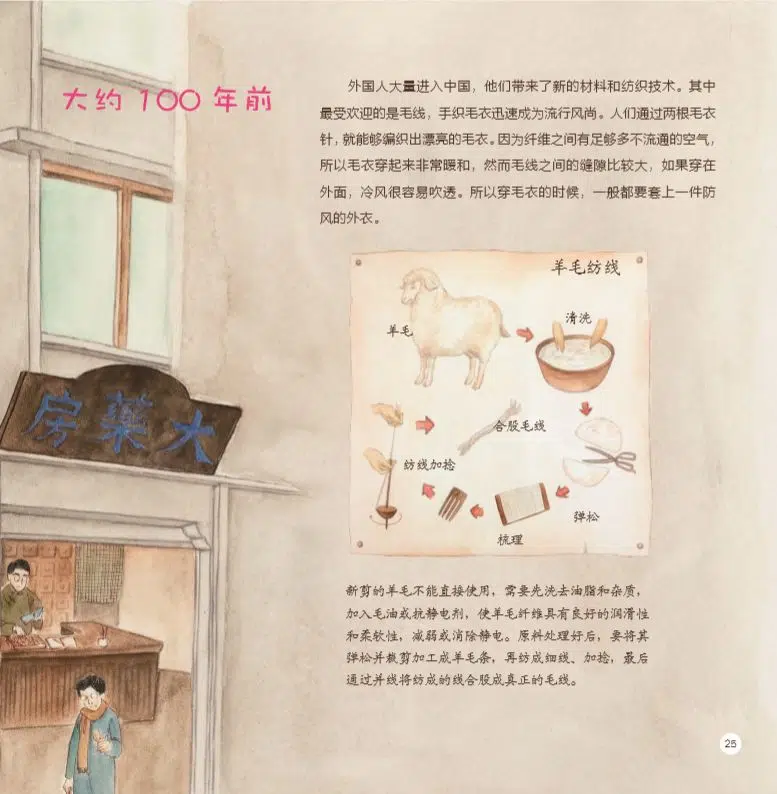 大约 100 年前
外国人大量进入中国，他们带来了新的材料和纺织技术。其中
最受欢迎的是毛线，手织毛衣迅速成为流行风尚。人们通过两根毛衣
针，就能够编织出漂亮的毛衣。因为纤维之间有足够多不流通的空气，
所以毛衣穿起来非常暖和，然而毛线之间的缝隙比较大，如果穿在
外面，冷风很容易吹透。所以穿毛衣的时候，一般都要套上一件防
风的外衣。
羊毛纺线
羊毛
清洗
合股毛线
纺线加捻
弹松
梳理
大藥房
新剪的羊毛不能直接使用，需要先洗去油脂和杂质，
加入毛油或抗静电剂，使羊毛纤维具有良好的润滑性
和柔软性，减弱或消除静电。原料处理好后，要将其
弹松并裁剪加工成羊毛条，再纺成细线、加捻，最后
通过并线将纺成的线合股成真正的毛线。
25